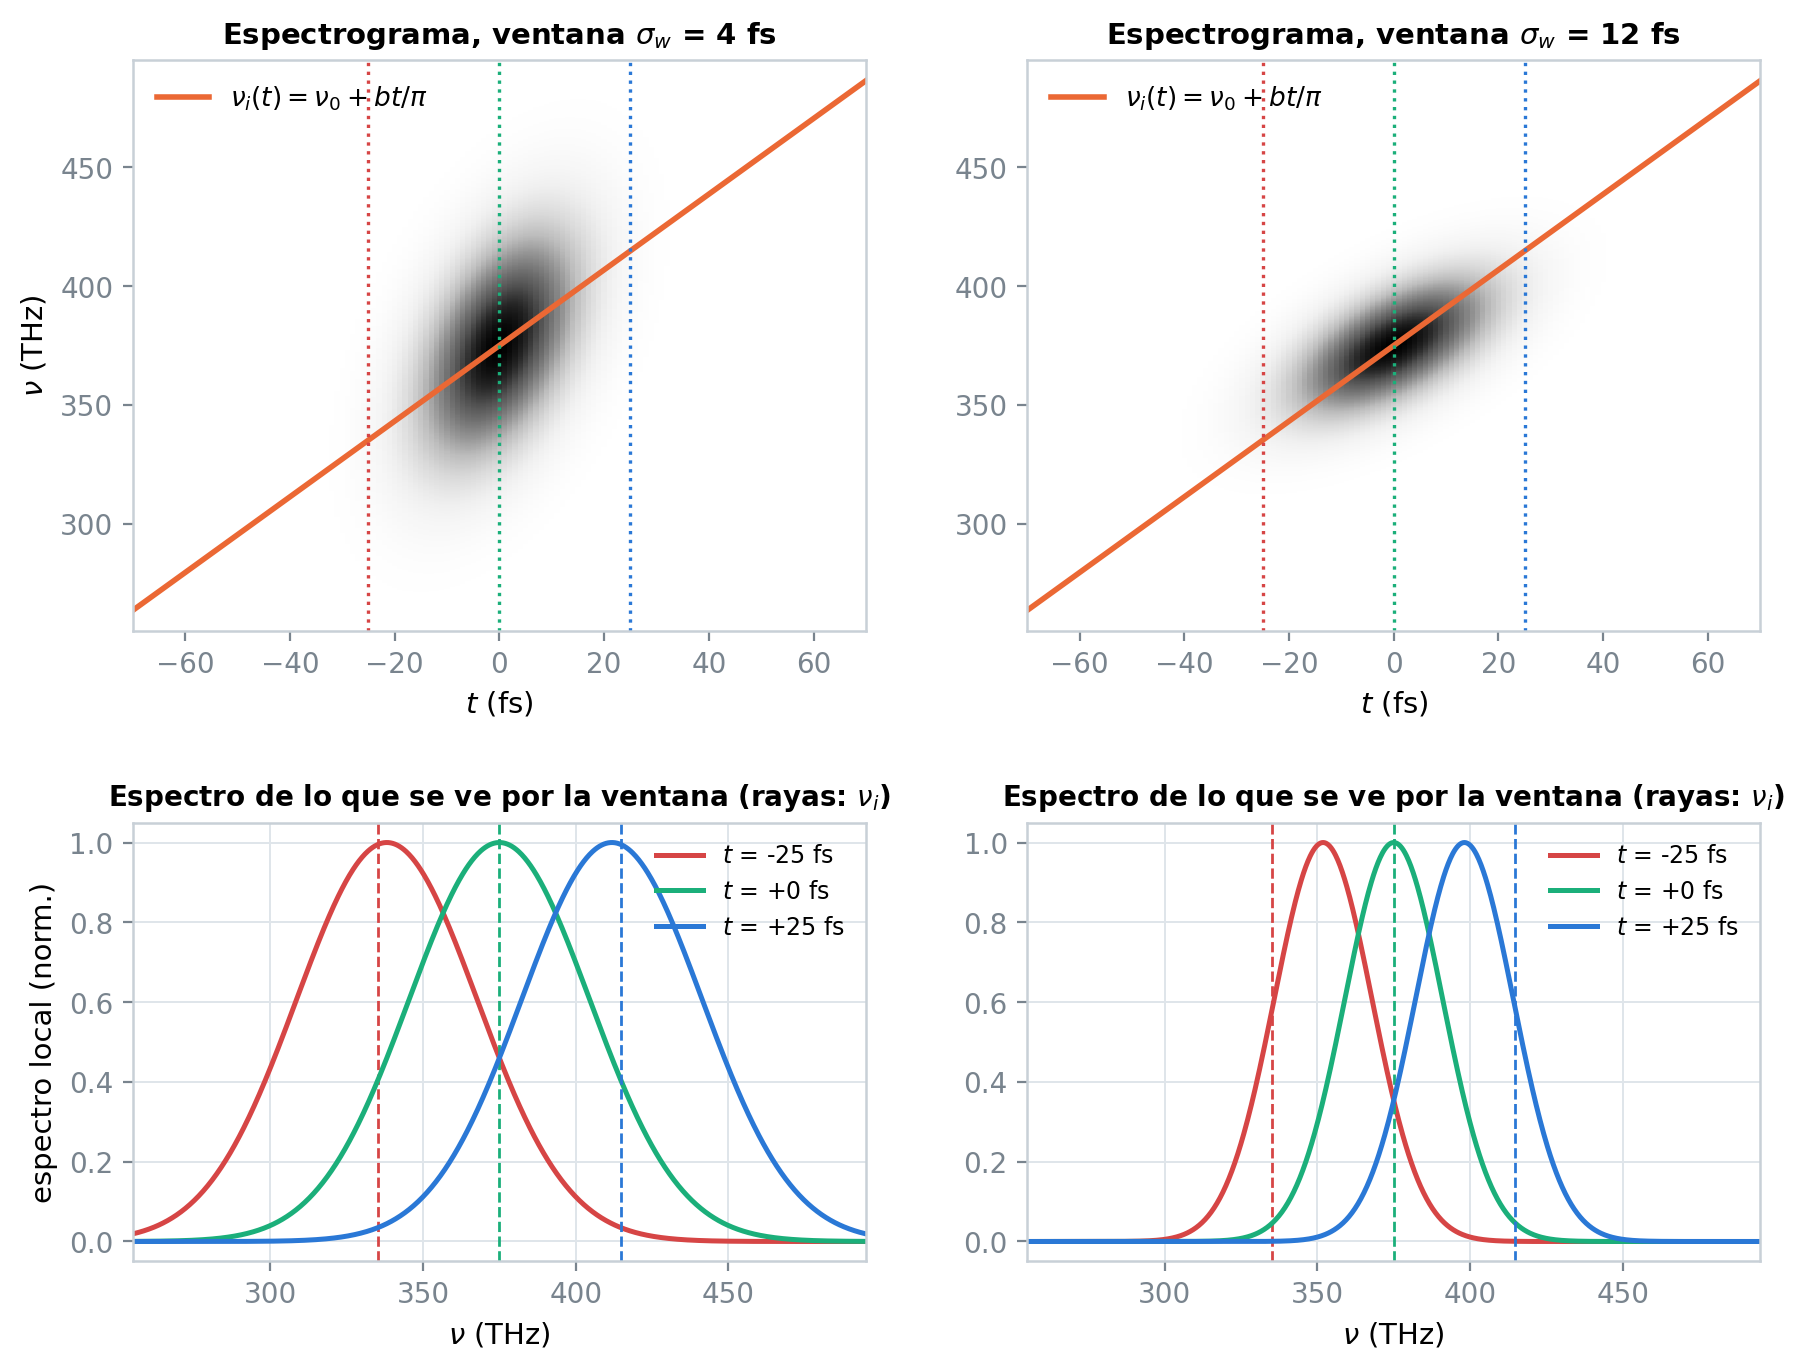 Espectrograma, ventana σ_w = 4 fs
ν_i(t) = ν_0 + bt/π
450
400
350
300
ν (THz)
−60 −40 −20 0 20 40 60
t (fs)
Espectrograma, ventana σ_w = 12 fs
ν_i(t) = ν_0 + bt/π
450
400
350
300
−60 −40 −20 0 20 40 60
t (fs)
Espectro de lo que se ve por la ventana (rayas: ν_i)
t = -25 fs
t = +0 fs
t = +25 fs
1.0
0.8
0.6
0.4
0.2
0.0
espectro local (norm.)
300 350 400 450
ν (THz)
Espectro de lo que se ve por la ventana (rayas: ν_i)
t = -25 fs
t = +0 fs
t = +25 fs
1.0
0.8
0.6
0.4
0.2
0.0
300 350 400 450
ν (THz)